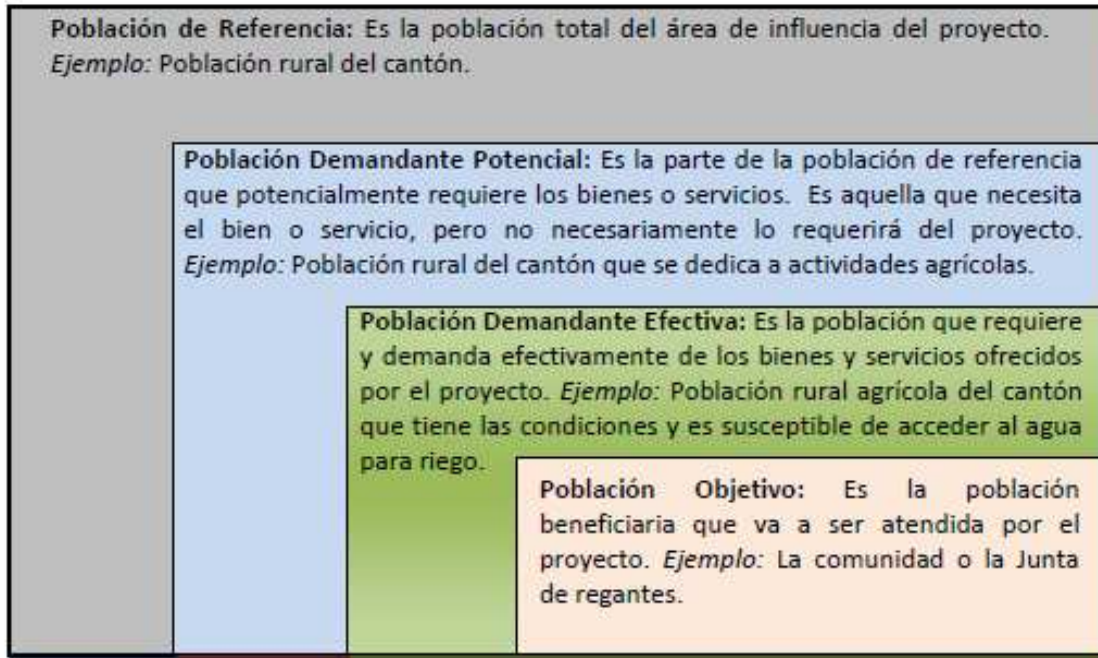 Población de Referencia: Es la población total del área de influencia del proyecto.
Ejemplo: Población rural del cantón.
Población Demandante Potencial: Es la parte de la población de referencia
que potencialmente requiere los bienes o servicios. Es aquella que necesita
el bien o servicio, pero no necesariamente lo requerirá del proyecto.
Ejemplo: Población rural del cantón que se dedica a actividades agrícolas.
Población Demandante Efectiva: Es la población que requiere
y demanda efectivamente de los bienes y servicios ofrecidos
por el proyecto. Ejemplo: Población rural agrícola del cantón
que tiene las condiciones y es susceptible de acceder al agua
para riego.
Población Objetivo: Es la población
beneficiaria que va a ser atendida por el
proyecto. Ejemplo: La comunidad o la Junta
de regantes.